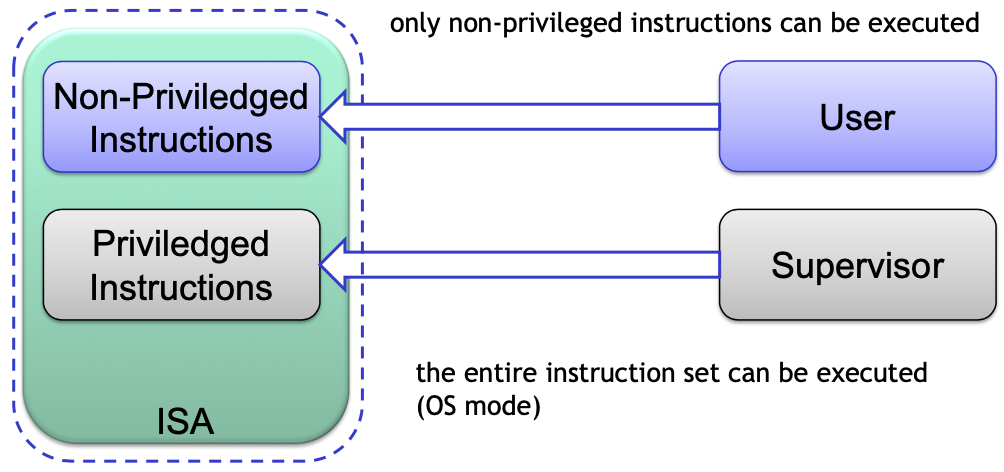 only non-privileged instructions can be executed
Non-Priviledged
Instructions
User
Priviledged
Instructions
Supervisor
the entire instruction set can be executed
(OS mode)
ISA